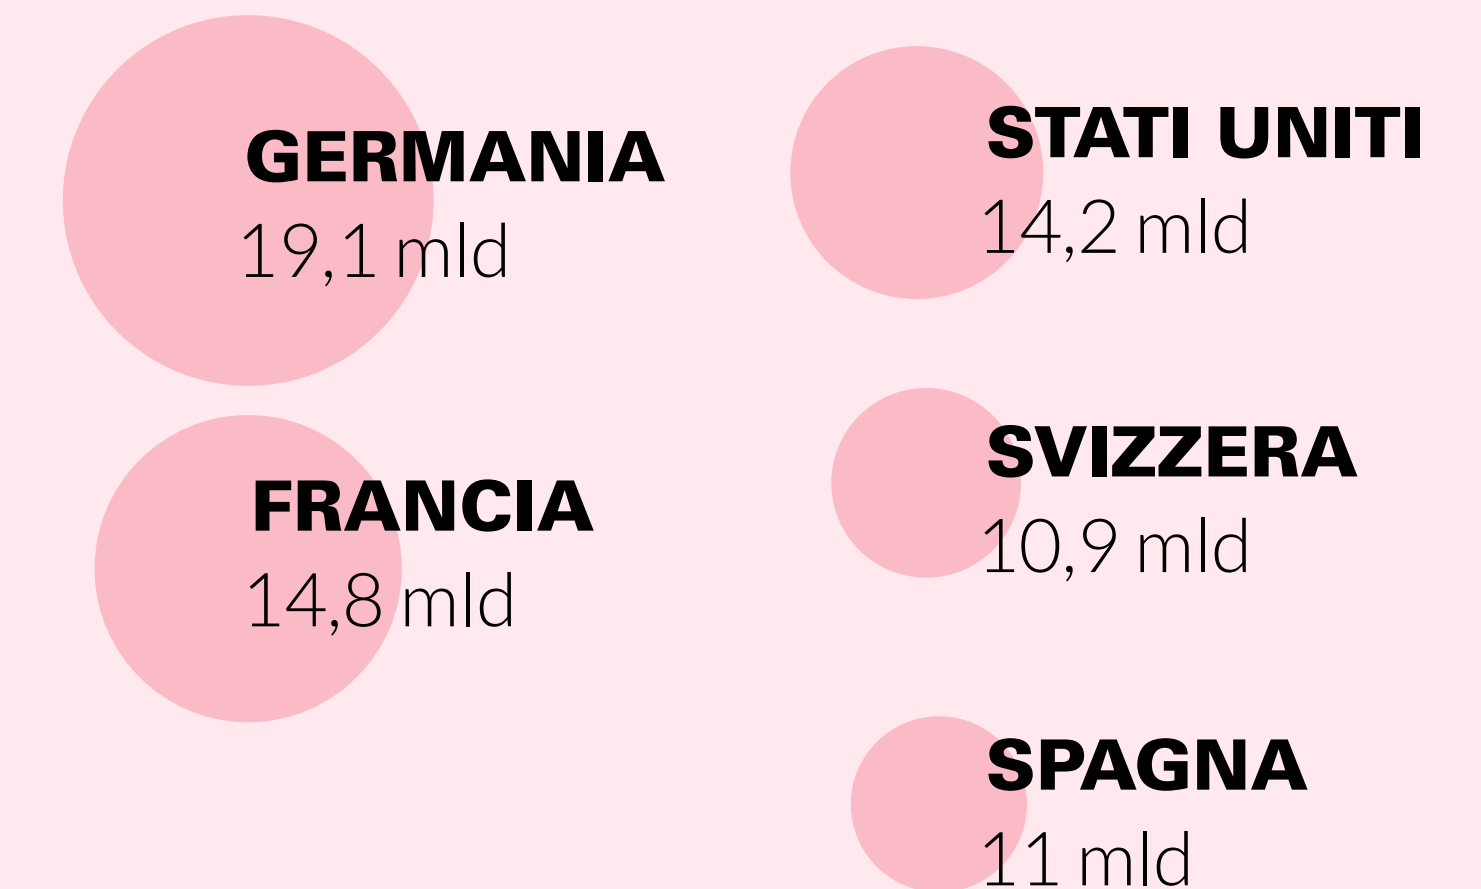 GERMANIA
19,1 mld
FRANCIA
14,8 mld
STATI UNITI
14,2 mld
SVIZZERA
10,9 mld
SPAGNA
11 mld